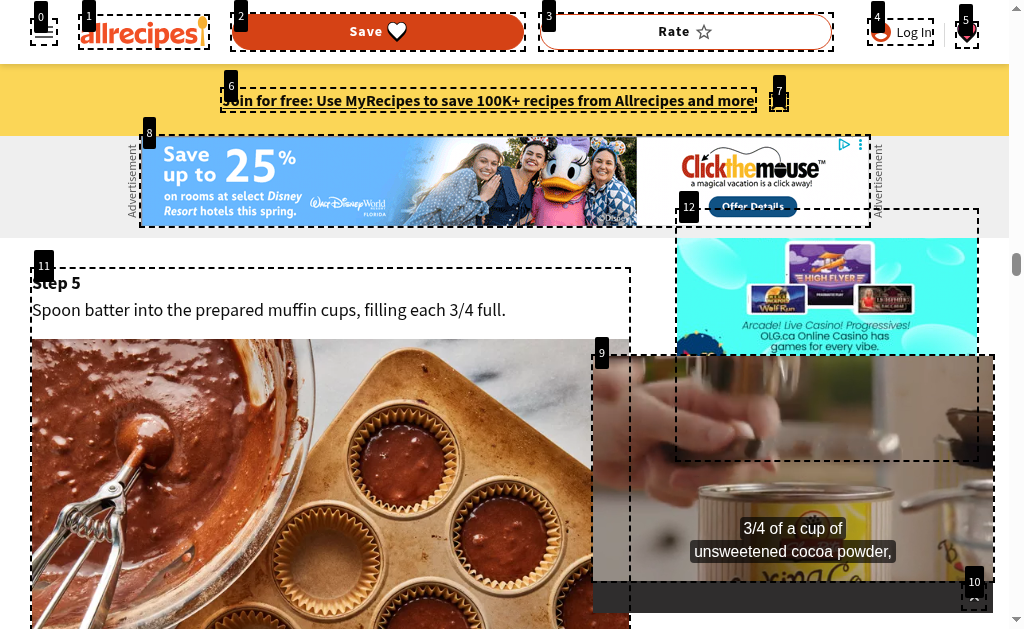 0
1
2
3
4
5
allrecipes
Save
Rate
Log In
6
7
Join for free: Use MyRecipes to save 100K+ recipes from Allrecipes and more
8
Advertisement
Save
up to 25%
on rooms at select Disney
Resort hotels this spring.
Walt Disney World
FLORIDA
©Disney
Clickthemouse™
a magical vacation is a click away!
Offer Details
Advertisement
12
11
Step 5
Spoon batter into the prepared muffin cups, filling each 3/4 full.
HIGH FLYER
Arcade! Live Casino! Progressives!
OLG.ca Online Casino has
games for every vibe.
9
3/4 of a cup of
unsweetened cocoa powder,
10